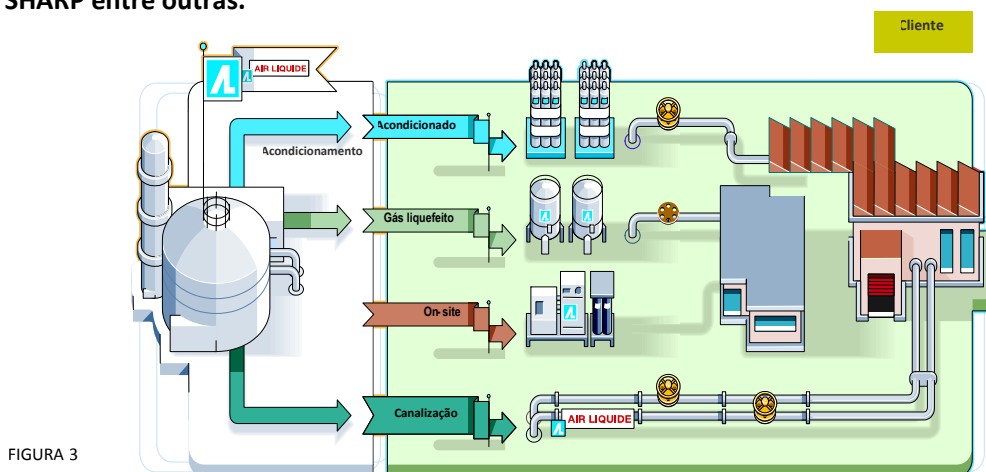 SHARP entre outras.
Cliente
AIR LIQUIDE
Acondicionado
Acondicionamento
Gás liquefeito
On-site
Canalização
AIR LIQUIDE
FIGURA 3